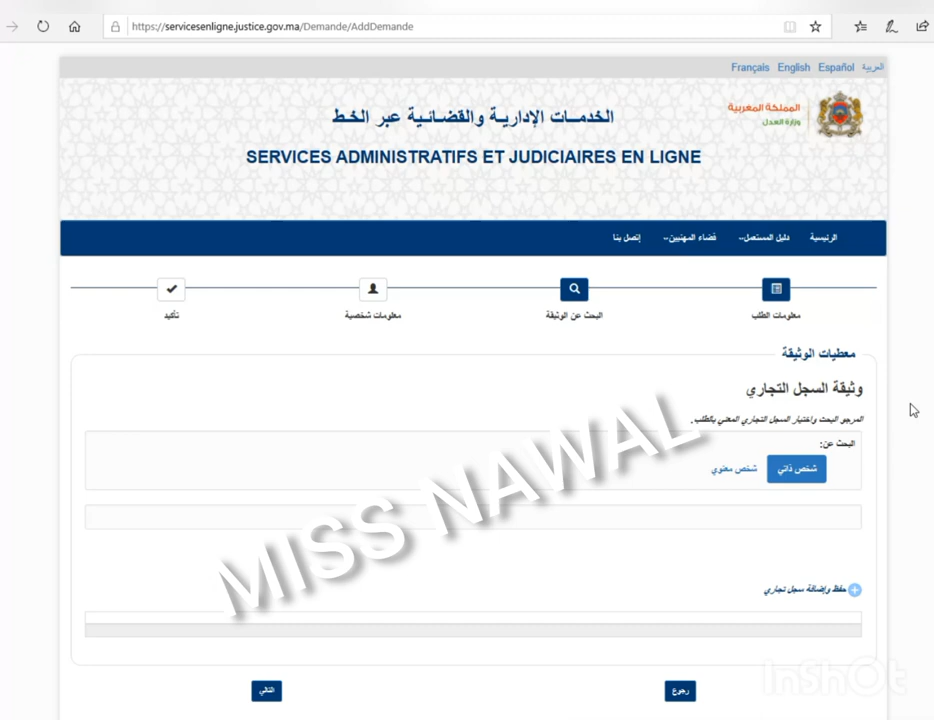 https://servicesenligne.justice.gov.ma/Demande/AddDemande
Français English Español العربية
المملكة المغربية
وزارة العدل
الخدمــات الإداريـة والقضـائـية عبر الخـط
SERVICES ADMINISTRATIFS ET JUDICIAIRES EN LIGNE
الرئيسية دليل المستعمل فضاء المهنيين إتصل بنا
معلومات الطلب البحث عن الوثيقة معلومات شخصية تأكيد
معطيات الوثيقة
وثيقة السجل التجاري
المرجو البحث واختيار السجل التجاري المعني بالطلب.
البحث عن:
شخص ذاتي شخص معنوي
MISS NAWAL
حفظ وإضافة سجل تجاري
رجوع التالي
InShOt